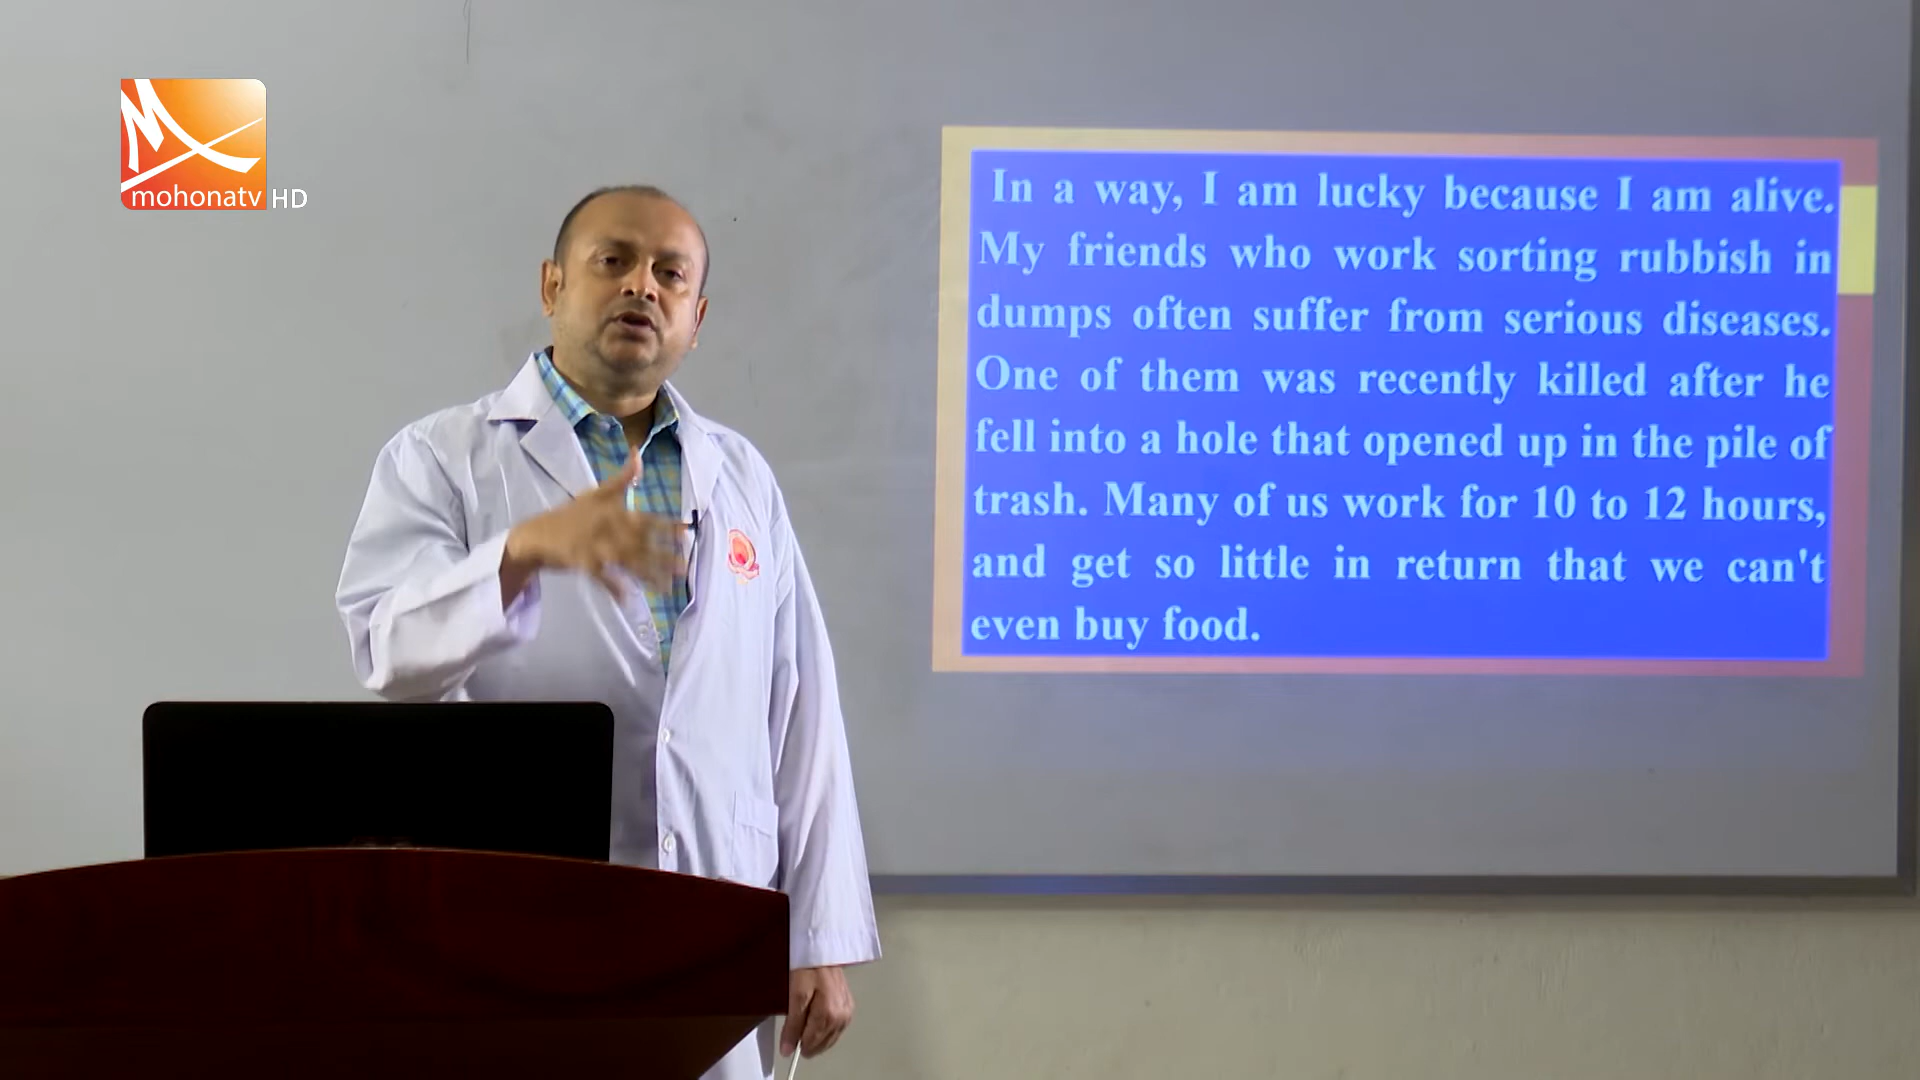 mohonatv HD
In a way, I am lucky because I am alive.
My friends who work sorting rubbish in
dumps often suffer from serious diseases.
One of them was recently killed after he
fell into a hole that opened up in the pile of
trash. Many of us work for 10 to 12 hours,
and get so little in return that we can't
even buy food.